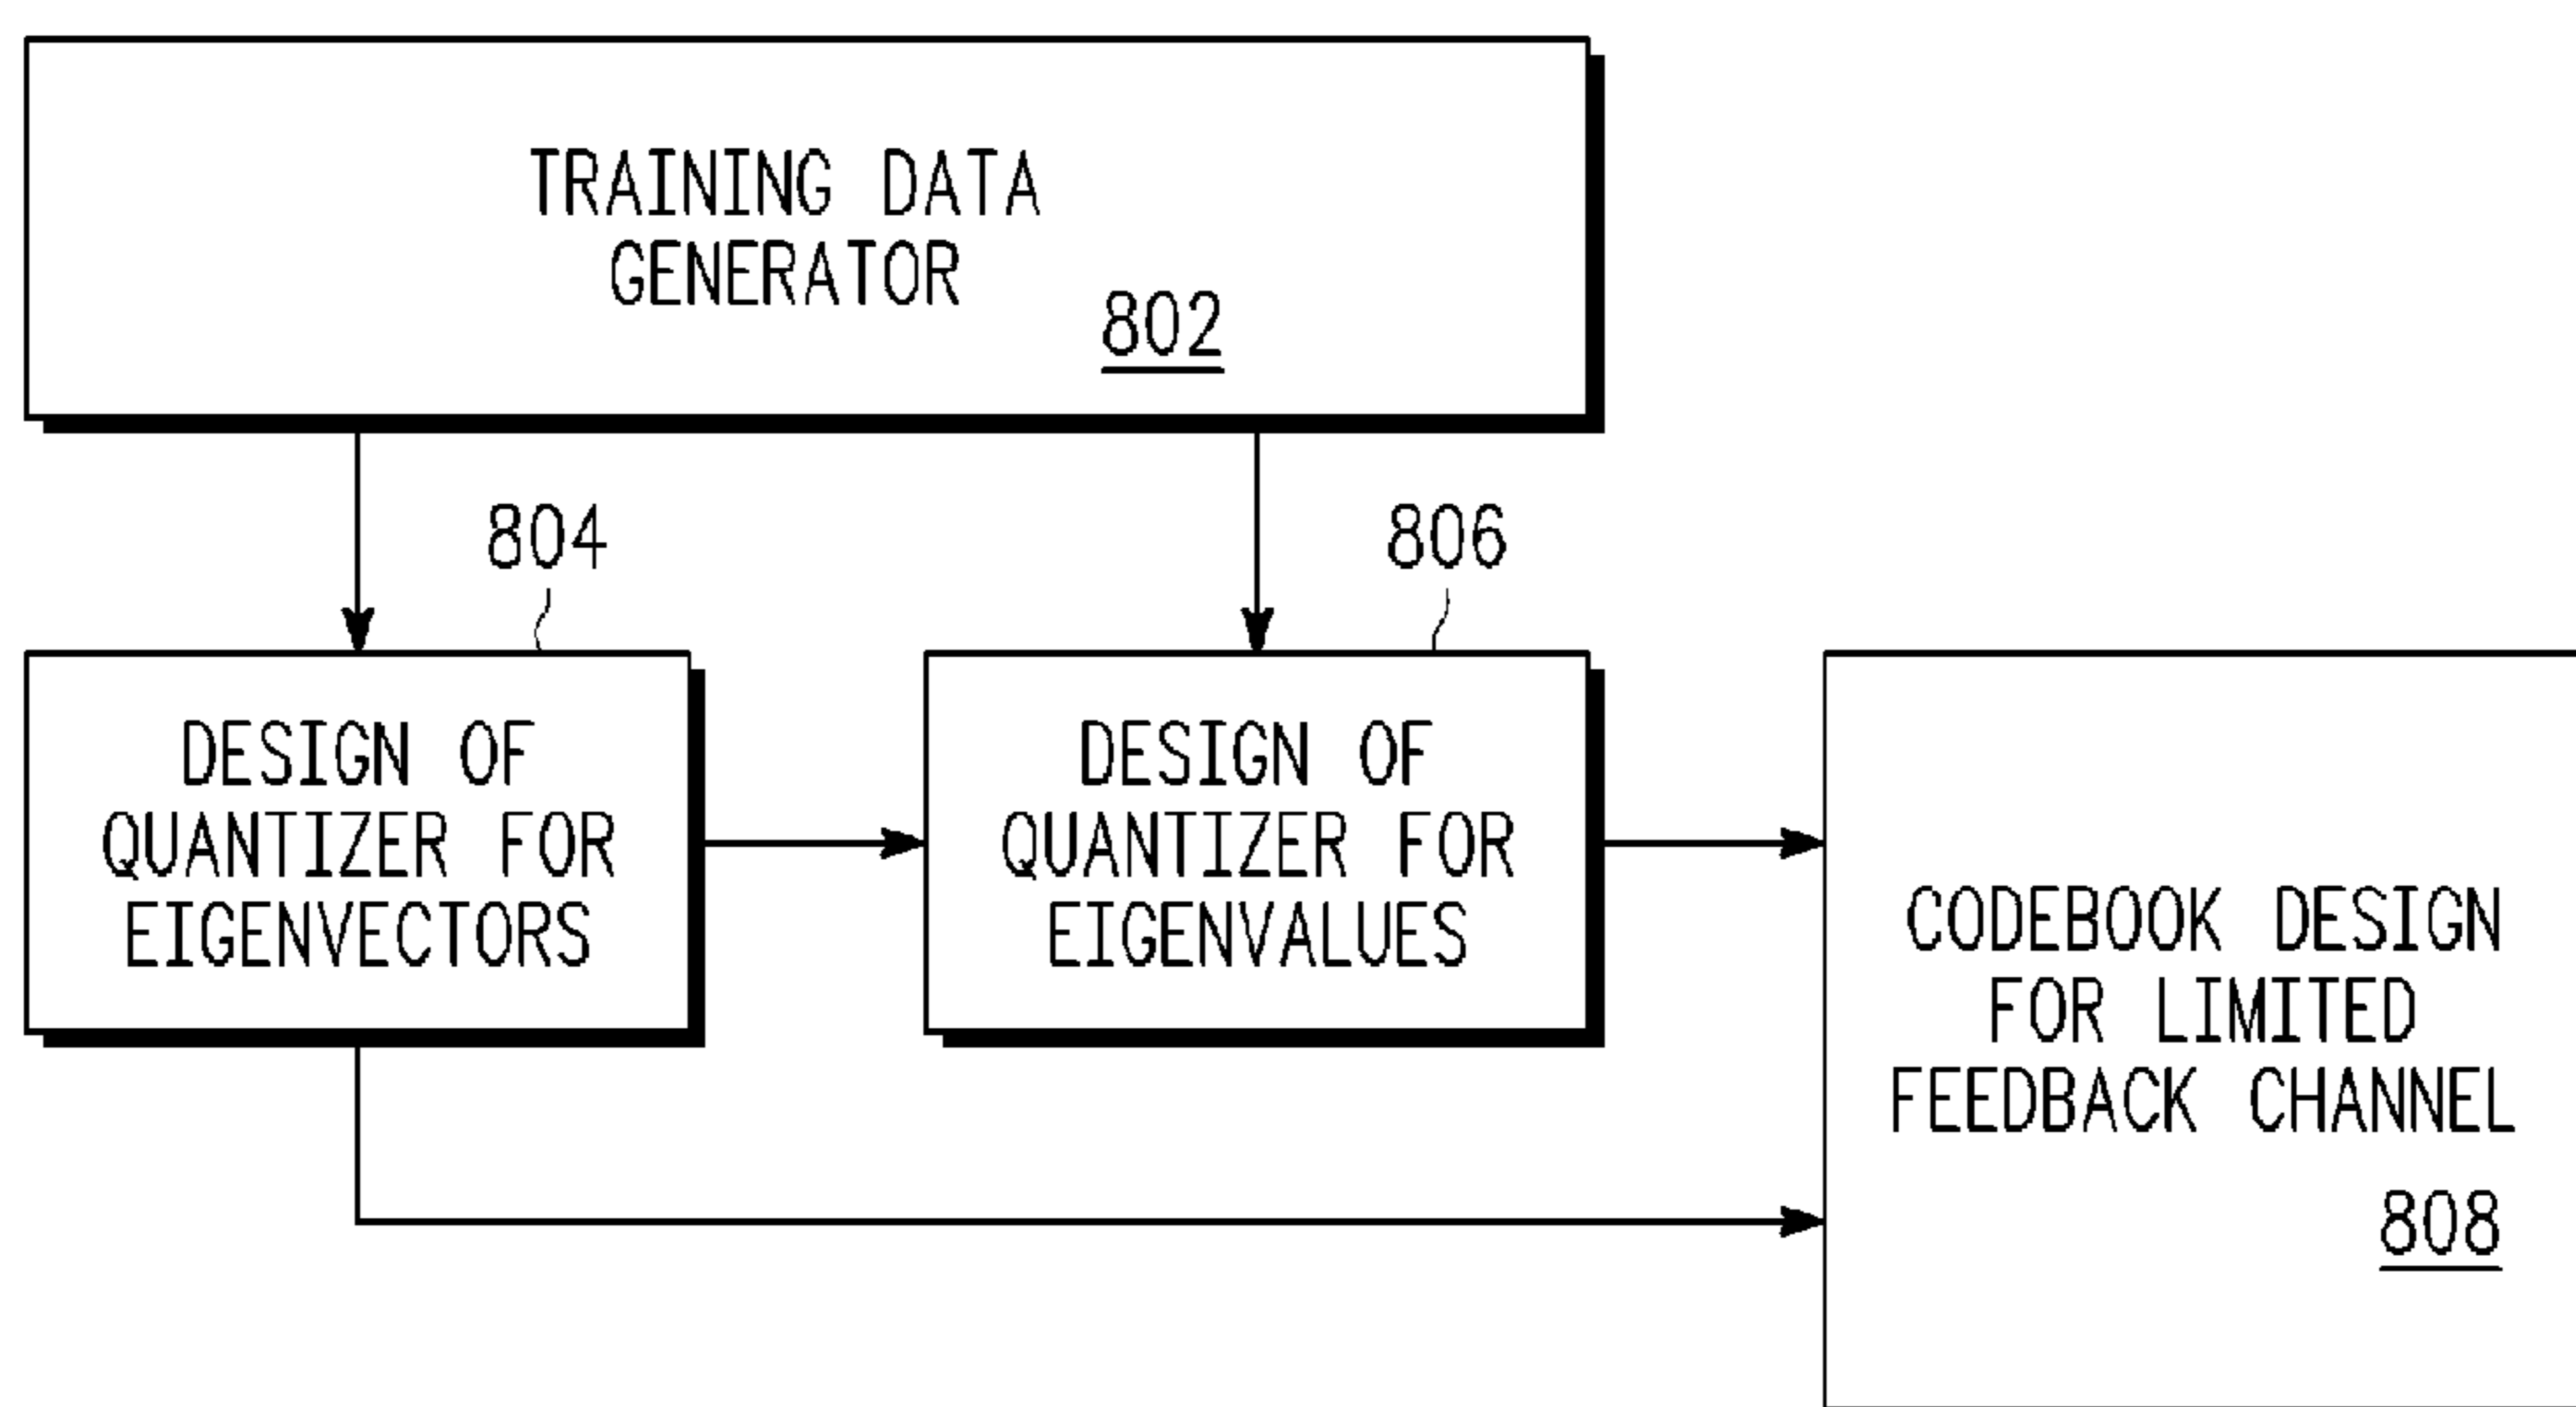 TRAINING DATA
GENERATOR
802
804
806
DESIGN OF
QUANTIZER FOR
EIGENVECTORS
DESIGN OF
QUANTIZER FOR
EIGENVALUES
CODEBOOK DESIGN
FOR LIMITED
FEEDBACK CHANNEL
808